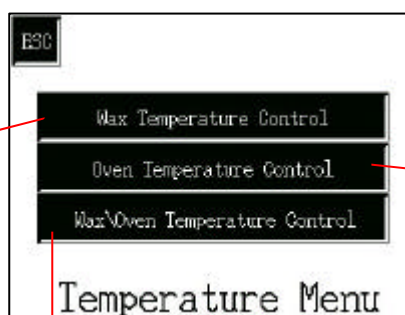 ESC
Wax Temperature Control
Oven Temperature Control
Wax\Oven Temperature Control
Temperature Menu